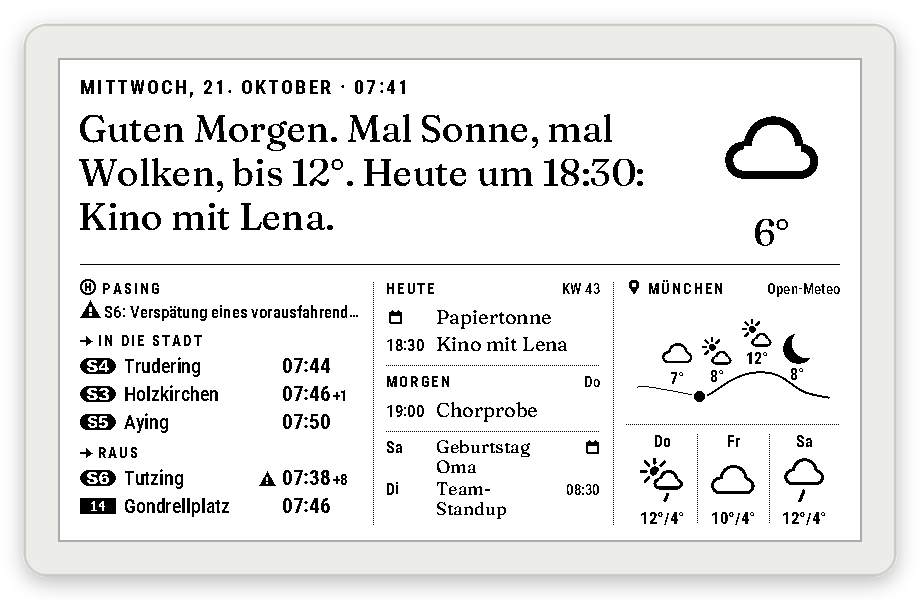 MITTWOCH, 21. OKTOBER · 07:41
Guten Morgen. Mal Sonne, mal
Wolken, bis 12°. Heute um 18:30:
Kino mit Lena.
6°
H PASING
S6: Verspätung eines vorausfahrend...
→ IN DIE STADT
S4 Trudering 07:44
S3 Holzkirchen 07:46 +1
S5 Aying 07:50
→ RAUS
S6 Tutzing 07:38 +8
14 Gondrellplatz 07:46
HEUTE KW 43
Papiertonne
18:30 Kino mit Lena
MORGEN Do
19:00 Chorprobe
Sa Geburtstag
Oma
Di Team- 08:30
Standup
MÜNCHEN Open-Meteo
7° 8° 12° 8°
Do Fr Sa
12°/4° 10°/4° 12°/4°